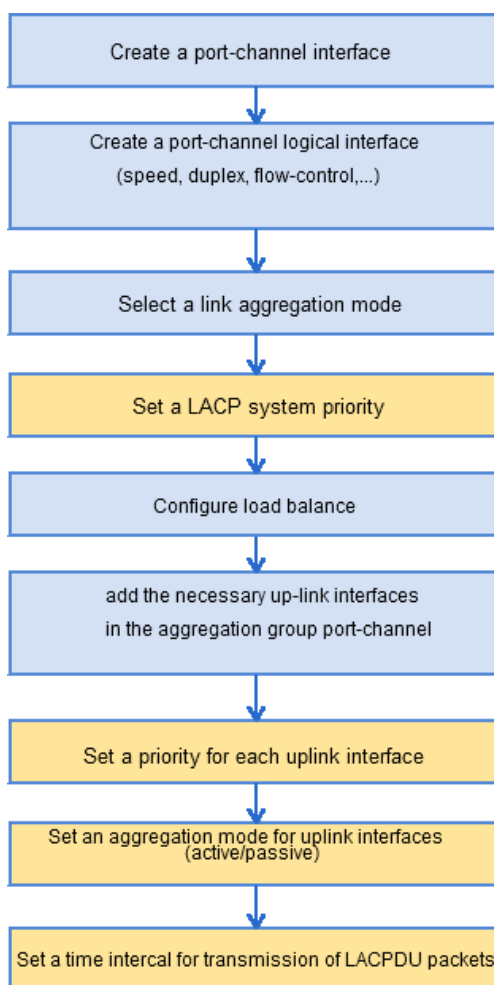 Create a port-channel interface
Create a port-channel logical interface
(speed, duplex, flow-control,...)
Select a link aggregation mode
Set a LACP system priority
Configure load balance
add the necessary up-link interfaces
in the aggregation group port-channel
Set a priority for each uplink interface
Set an aggregation mode for uplink interfaces
(active/passive)
Set a time intercal for transmission of LACPDU packets